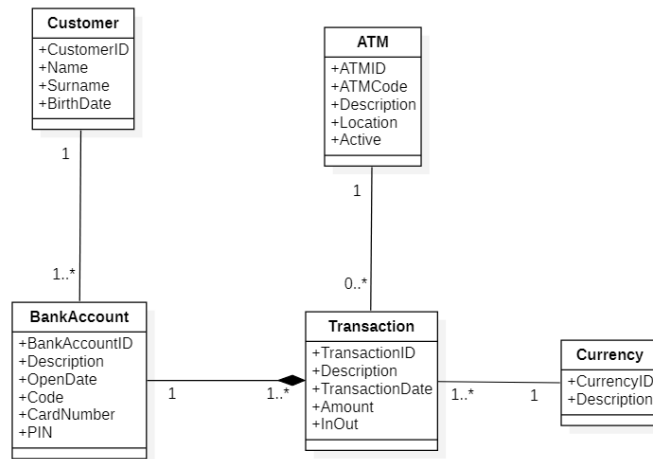 Customer
+CustomerID
+Name
+Surname
+BirthDate
ATM
+ATMID
+ATMCode
+Description
+Location
+Active
1
1
1..*
0..*
BankAccount
+BankAccountID
+Description
+OpenDate
+Code
+CardNumber
+PIN
1
1..*
Transaction
+TransactionID
+Description
+TransactionDate
+Amount
+InOut
1..*
1
Currency
+CurrencyID
+Description